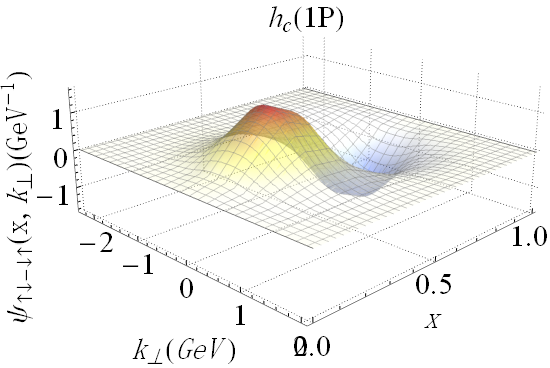 h_c(1P)
ψ_↑↓−↓↑(x, k_⊥)(GeV⁻¹)
1
0
−1
−2
−1
0
1
2
k_⊥(GeV)
0.0
0.5
1.0
x